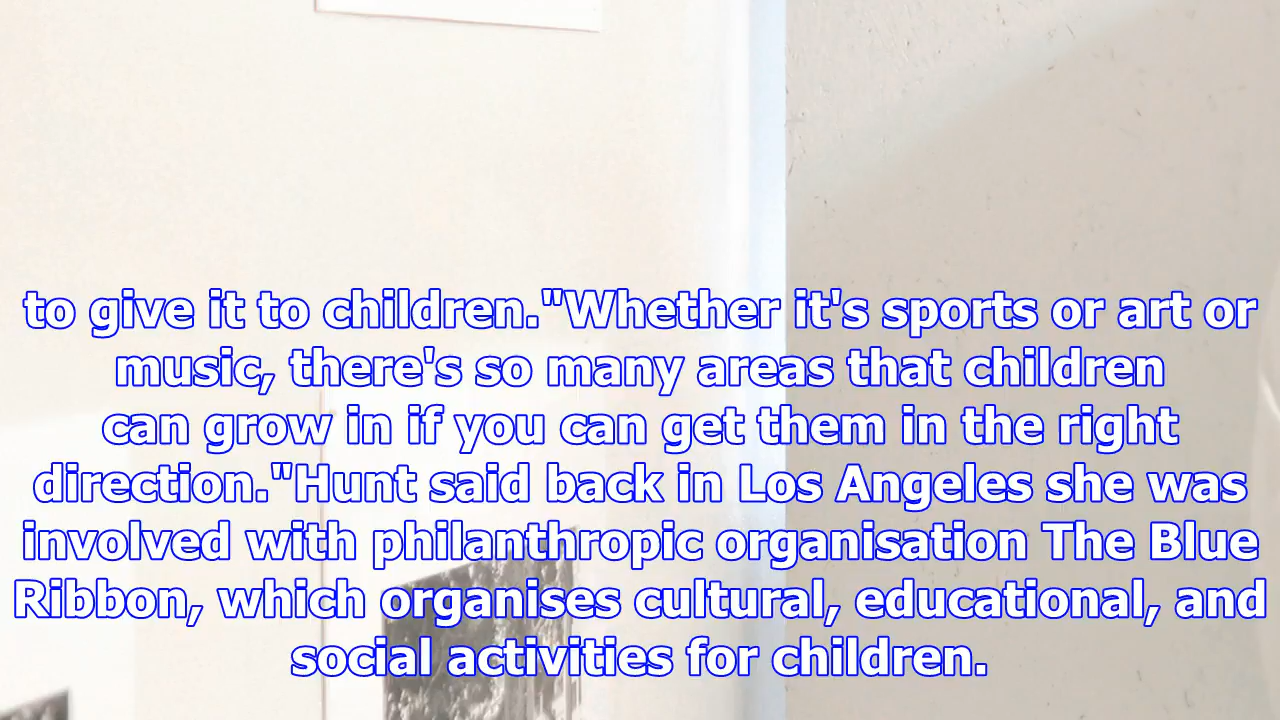 to give it to children."Whether it's sports or art or
music, there's so many areas that children
can grow in if you can get them in the right
direction."Hunt said back in Los Angeles she was
involved with philanthropic organisation The Blue
Ribbon, which organises cultural, educational, and
social activities for children.